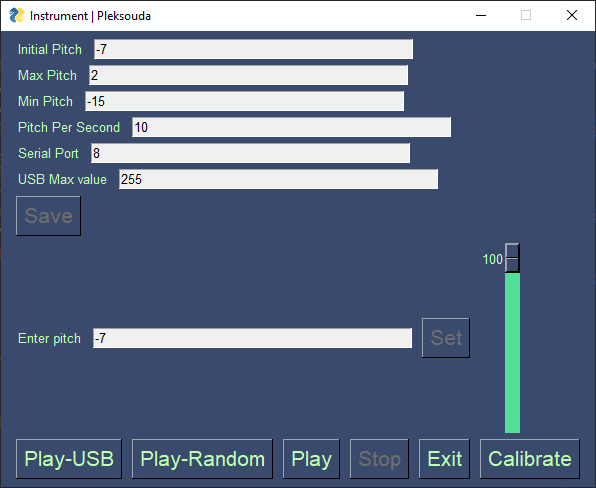 Instrument | Pleksouda
Initial Pitch -7
Max Pitch 2
Min Pitch -15
Pitch Per Second 10
Serial Port 8
USB Max value 255
Save
100
Enter pitch -7 Set
Play-USB Play-Random Play Stop Exit Calibrate